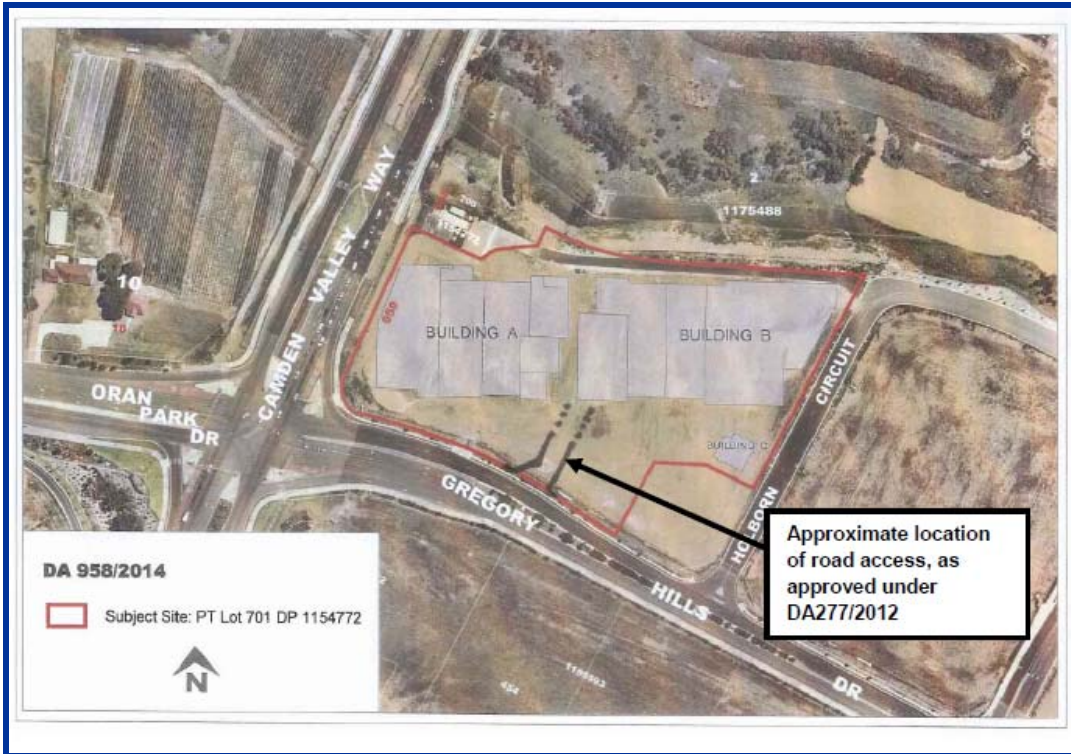 ORAN
PARK
DR
CAMDEN
VALLEY
WAY
10
10
2
1175488
BUILDING A
BUILDING B
BUILDING C
CIRCUIT
HOLBORN
GREGORY
HILLS
DR
454
Approximate location
of road access, as
approved under
DA277/2012
DA 958/2014
Subject Site: PT Lot 701 DP 1154772
N